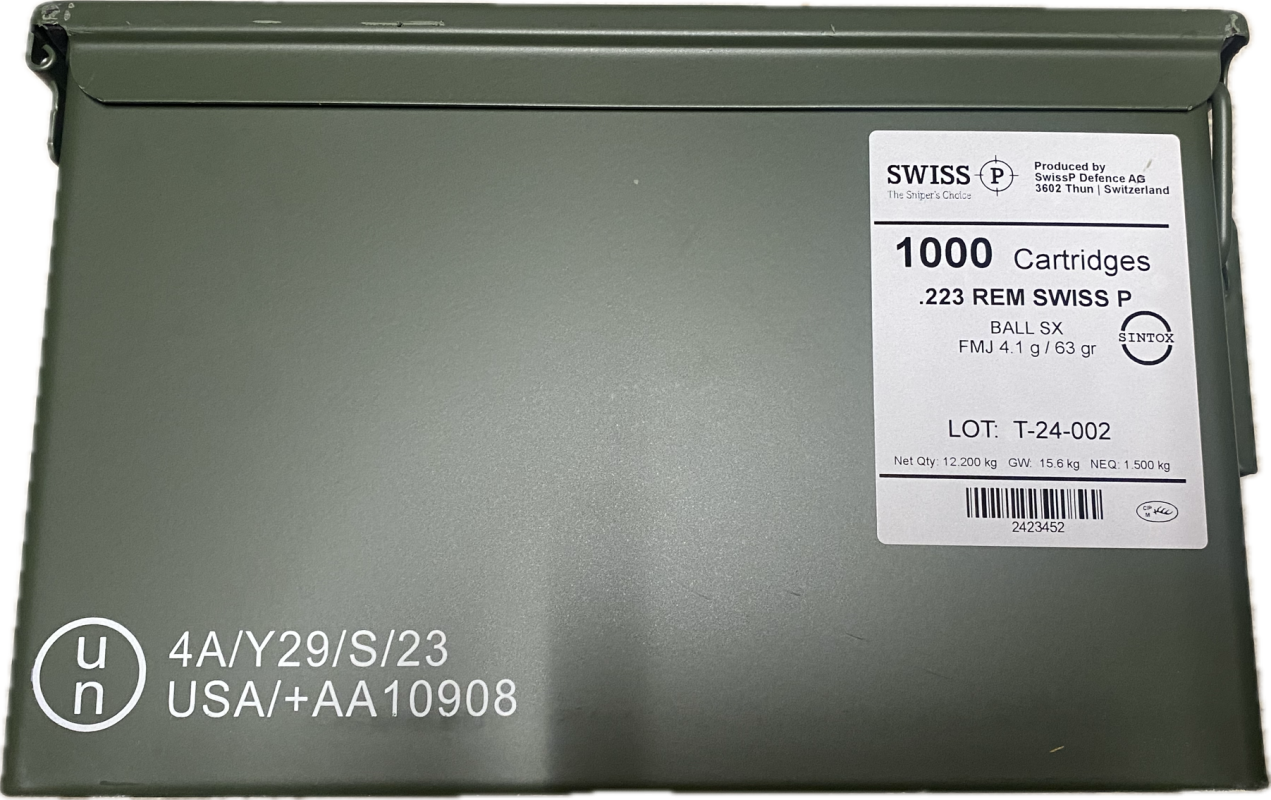 SWISS P
The Sniper's Choice
Produced by
SwissP Defence AG
3602 Thun | Switzerland
1000 Cartridges
.223 REM SWISS P
BALL SX
FMJ 4.1 g / 63 gr
SINTOX
LOT: T-24-002
Net Qty: 12.200 kg GW: 15.6 kg NEQ: 1.500 kg
2423452
CIP
M
u
n
4A/Y29/S/23
USA/+AA10908